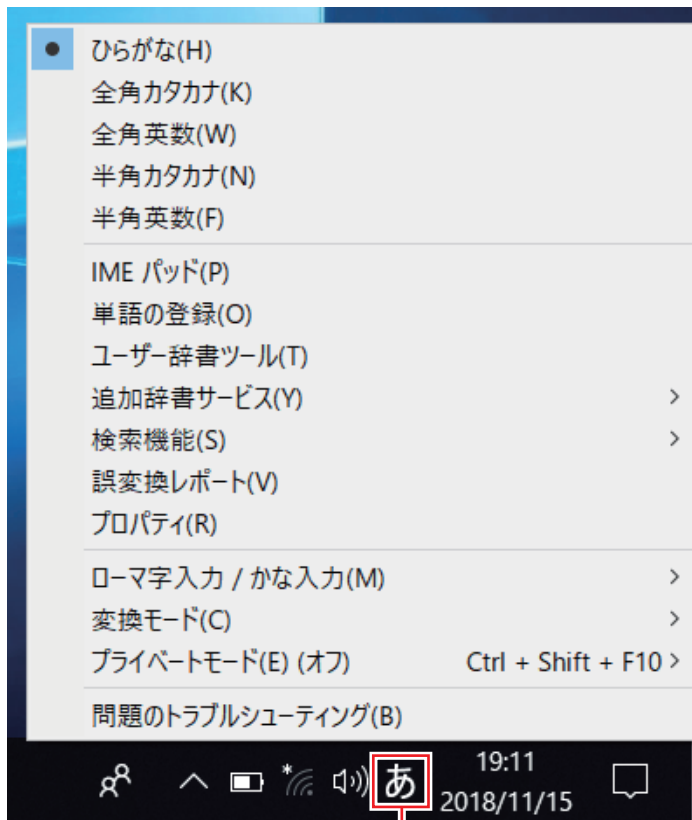 ひらがな(H)
全角カタカナ(K)
全角英数(W)
半角カタカナ(N)
半角英数(F)
IME パッド(P)
単語の登録(O)
ユーザー辞書ツール(T)
追加辞書サービス(Y)
検索機能(S)
誤変換レポート(V)
プロパティ(R)
ローマ字入力 / かな入力(M)
変換モード(C)
プライベートモード(E) (オフ) Ctrl + Shift + F10
問題のトラブルシューティング(B)
あ
19:11
2018/11/15